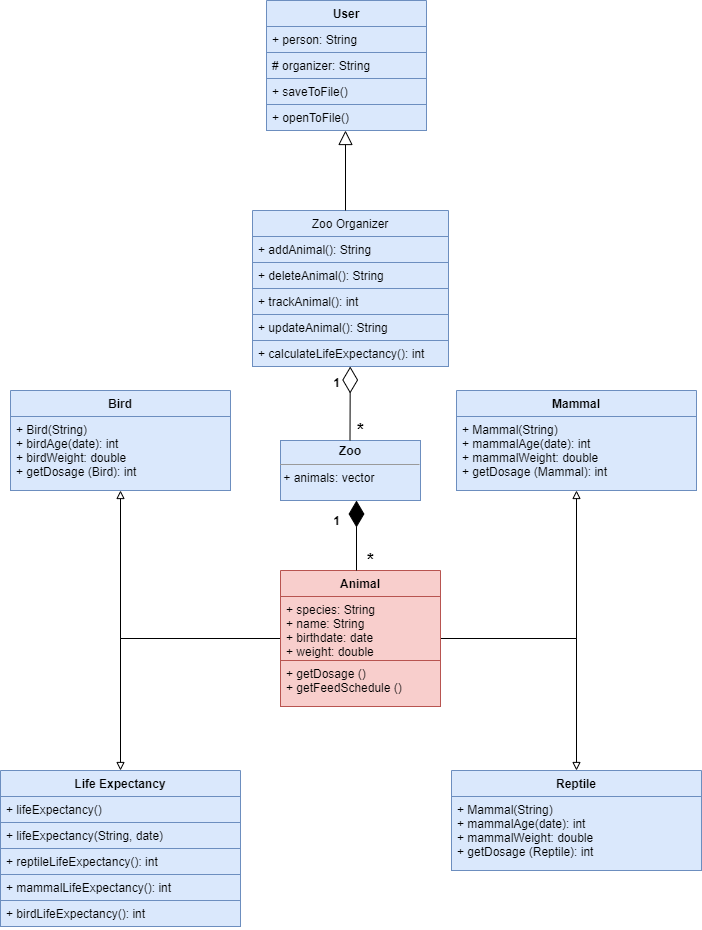 User
+ person: String
# organizer: String
+ saveToFile()
+ openToFile()
Zoo Organizer
+ addAnimal(): String
+ deleteAnimal(): String
+ trackAnimal(): int
+ updateAnimal(): String
+ calculateLifeExpectancy(): int
1
*
Bird
+ Bird(String)
+ birdAge(date): int
+ birdWeight: double
+ getDosage (Bird): int
Mammal
+ Mammal(String)
+ mammalAge(date): int
+ mammalWeight: double
+ getDosage (Mammal): int
Zoo
+ animals: vector
1
*
Animal
+ species: String
+ name: String
+ birthdate: date
+ weight: double
+ getDosage ()
+ getFeedSchedule ()
Life Expectancy
+ lifeExpectancy()
+ lifeExpectancy(String, date)
+ reptileLifeExpectancy(): int
+ mammalLifeExpectancy(): int
+ birdLifeExpectancy(): int
Reptile
+ Mammal(String)
+ mammalAge(date): int
+ mammalWeight: double
+ getDosage (Reptile): int